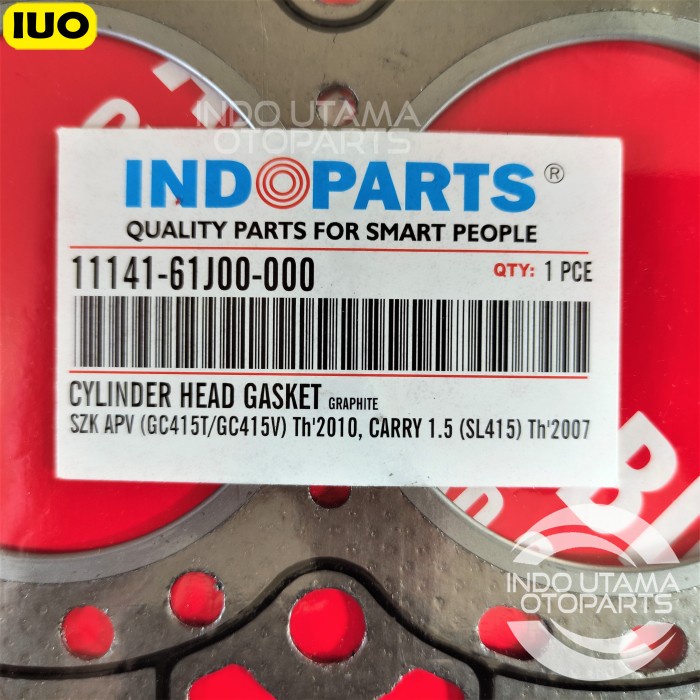 IUO
INDO UTAMA
OTOPARTS
INDOPARTS®
QUALITY PARTS FOR SMART PEOPLE
11141-61J00-000 QTY: 1 PCE
CYLINDER HEAD GASKET GRAPHITE
SZK APV (GC415T/GC415V) Th'2010, CARRY 1.5 (SL415) Th'2007
INDO UTAMA
OTOPARTS